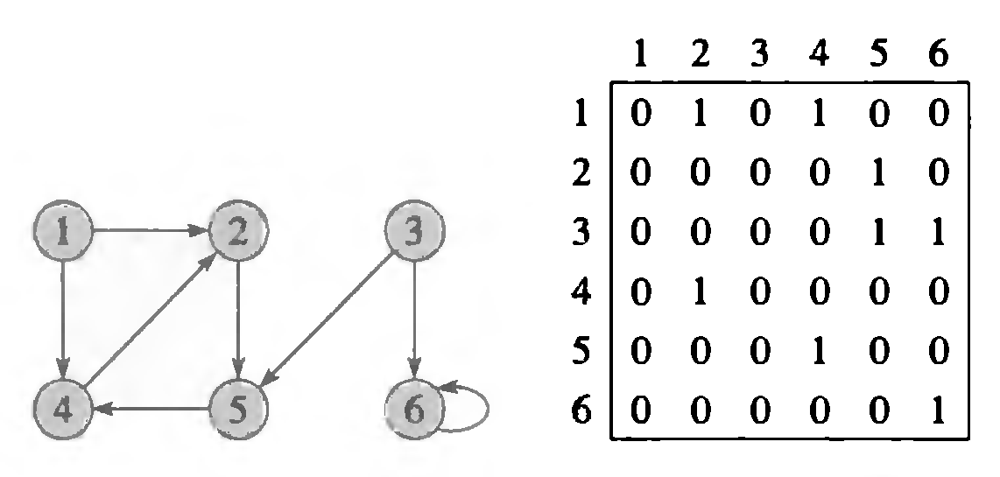 1 2 3 4 5 6
1 0 1 0 1 0 0
2 0 0 0 0 1 0
3 0 0 0 0 1 1
4 0 1 0 0 0 0
5 0 0 0 1 0 0
6 0 0 0 0 0 1
1 2 3
4 5 6